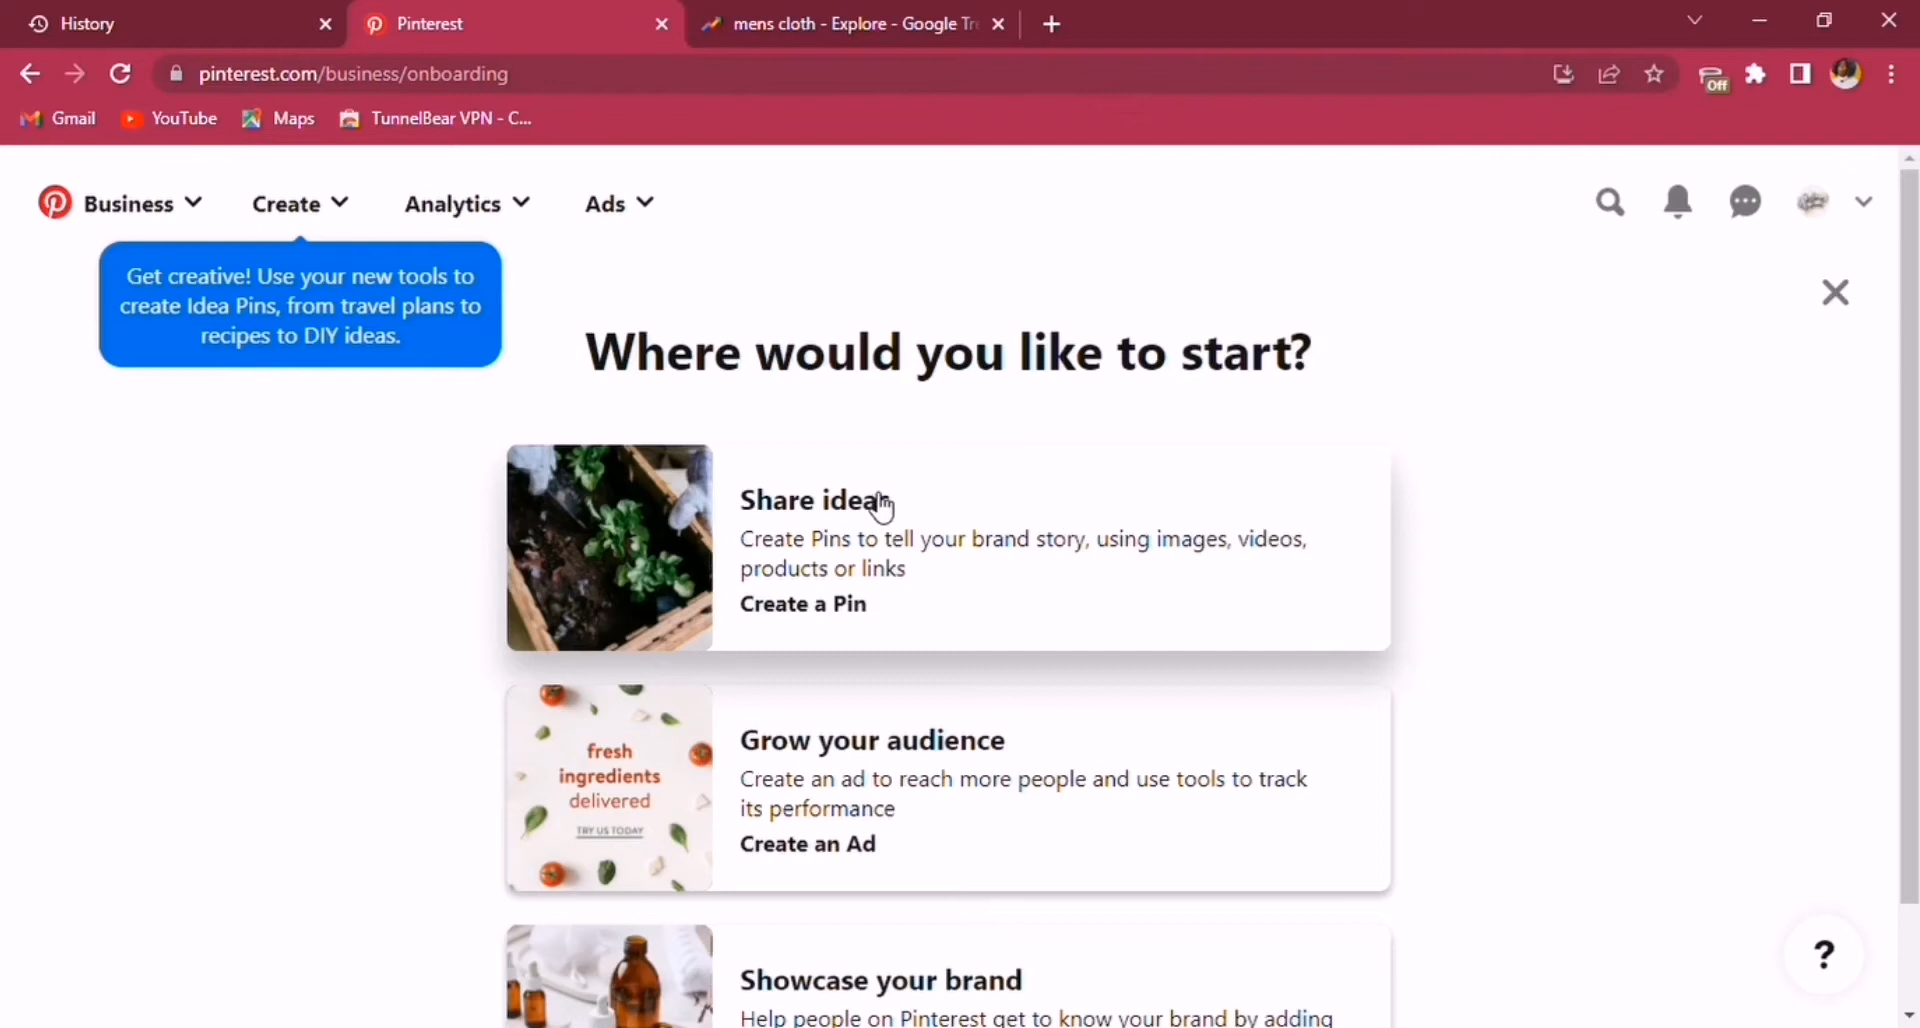 History
Pinterest
mens cloth - Explore - Google Tre
pinterest.com/business/onboarding
Off
Gmail
YouTube
Maps
TunnelBear VPN - C...
Business
Create
Analytics
Ads
Get creative! Use your new tools to
create Idea Pins, from travel plans to
recipes to DIY ideas.
Where would you like to start?
Share ideas
Create Pins to tell your brand story, using images, videos,
products or links
Create a Pin
fresh
ingredients
delivered
TRY US TODAY
Grow your audience
Create an ad to reach more people and use tools to track
its performance
Create an Ad
Showcase your brand
Help people on Pinterest get to know your brand by adding
?